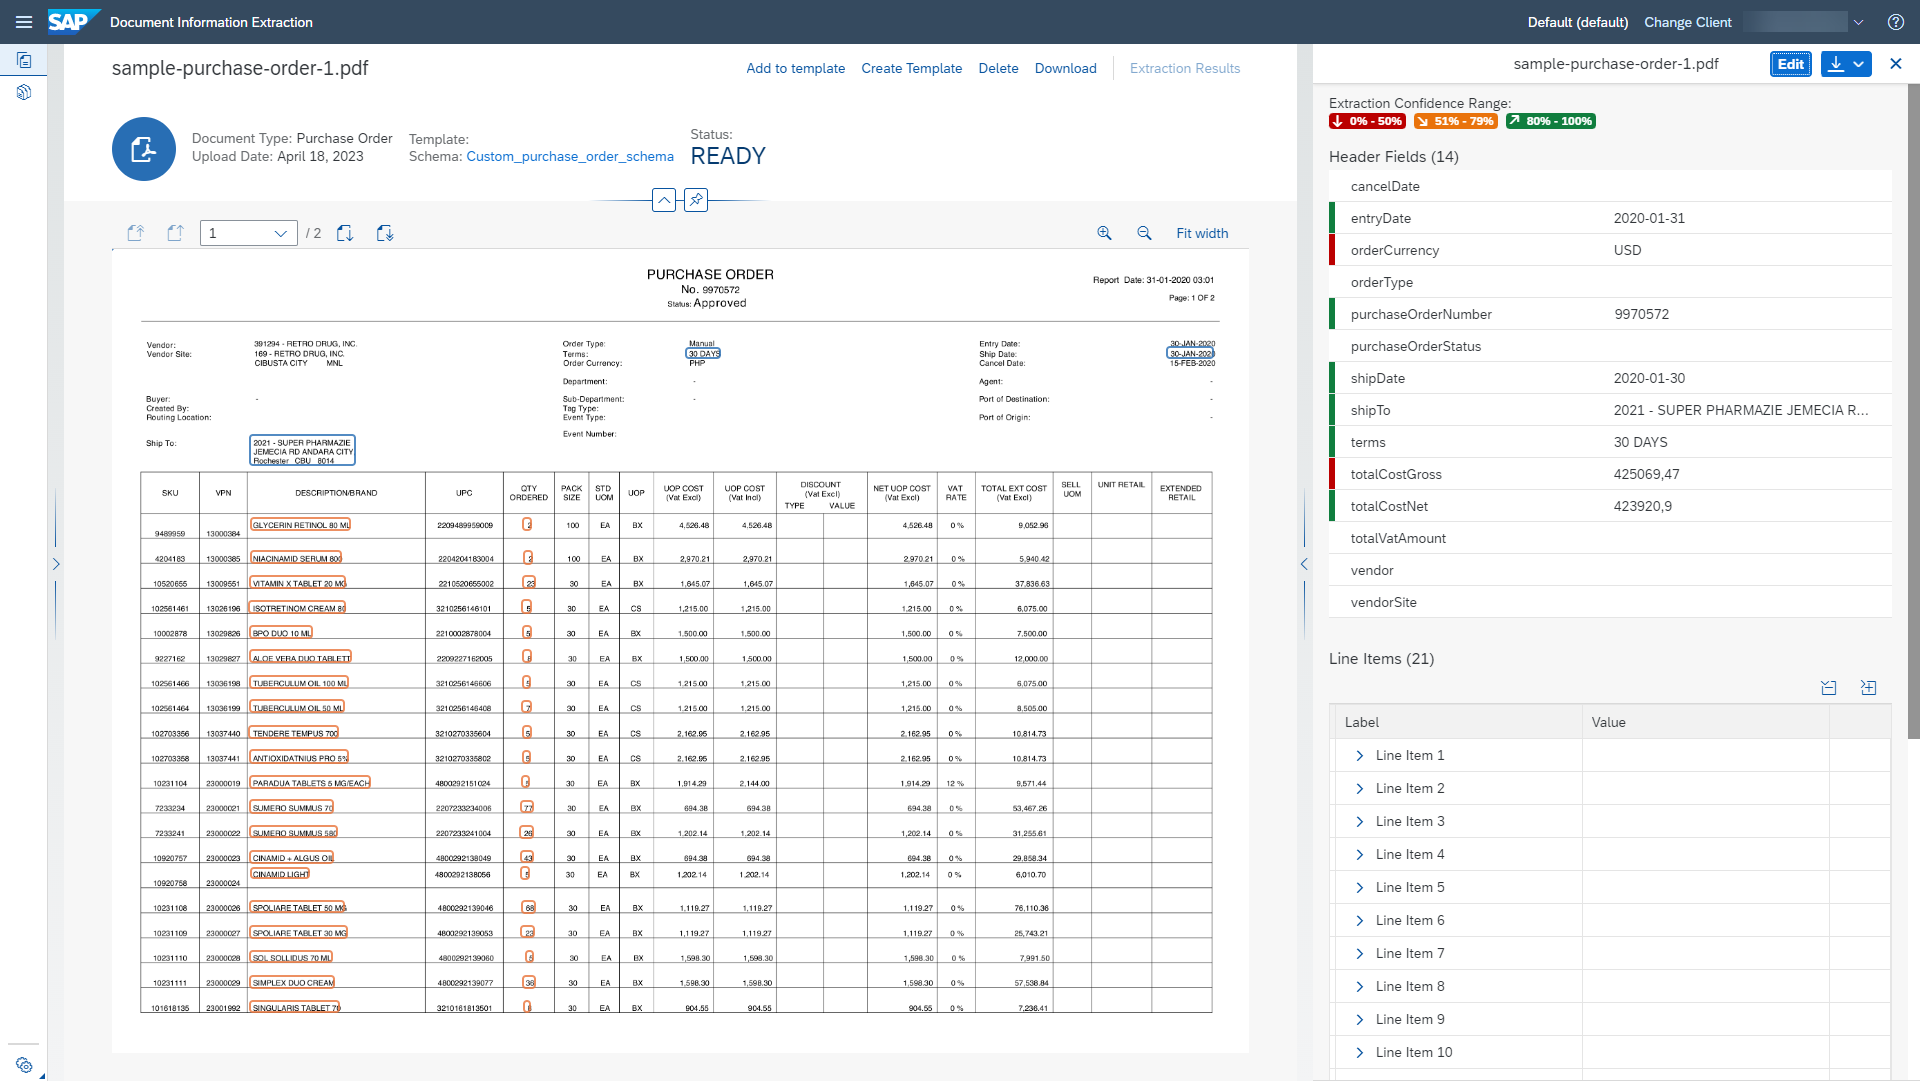 SAP Document Information Extraction Default (default) Change Client
sample-purchase-order-1.pdf Add to template Create Template Delete Download Extraction Results
Document Type: Purchase Order Template: Status:
Upload Date: April 18, 2023 Schema: Custom_purchase_order_schema READY
1 / 2 Fit width
PURCHASE ORDER
No. 9970572
Status: Approved
Report Date: 31-01-2020 03:01
Page: 1 OF 2
Vendor: 391294 - RETRO DRUG, INC. Order Type: Manual Entry Date: 30-JAN-2020
Vendor Site: 169 - RETRO DRUG, INC. Terms: 30 DAYS Ship Date: 30-JAN-2020
CIBUSTA CITY MNL Order Currency: PHP Cancel Date: 15-FEB-2020
Department: - Agent: -
Buyer: - Sub-Department: - Port of Destination: -
Created By: Tag Type:
Routing Location: Event Type: Port of Origin: -
Event Number:
Ship To: 2021 - SUPER PHARMAZIE
JEMECIA RD ANDARA CITY
Rochester CBU 8014
SKU VPN DESCRIPTION/BRAND UPC QTY ORDERED PACK SIZE STD UOM UOP UOP COST (Vat Excl) UOP COST (Vat Incl) DISCOUNT (Vat Excl) TYPE VALUE NET UOP COST (Vat Excl) VAT RATE TOTAL EXT COST (Vat Excl) SELL UOM UNIT RETAIL EXTENDED RETAIL
9489959 13000384 GLYCERIN RETINOL 80 ML 2209489959009 2 100 EA BX 4,526.48 4,526.48 4,526.48 0 % 9,052.96
4204183 13000385 NIACINAMID SERUM 800 2204204183004 2 100 EA BX 2,970.21 2,970.21 2,970.21 0 % 5,940.42
10520655 13009551 VITAMIN X TABLET 20 MG 2210520655002 23 30 EA BX 1,645.07 1,645.07 1,645.07 0 % 37,836.63
102561461 13026196 ISOTRETINOM CREAM 80 3210256146101 5 30 EA CS 1,215.00 1,215.00 1,215.00 0 % 6,075.00
10002878 13029826 BPO DUO 10 ML 2210002878004 5 30 EA BX 1,500.00 1,500.00 1,500.00 0 % 7,500.00
9227162 13029827 ALOE VERA DUO TABLETT 2209227162005 30 EA BX 1,500.00 1,500.00 1,500.00 0 % 12,000.00
102561466 13036198 TUBERCULUM OIL 100 ML 3210256146606 5 30 EA CS 1,215.00 1,215.00 1,215.00 0 % 6,075.00
102561464 13036199 TUBERCULUM OIL 50 ML 3210256146408 7 30 EA CS 1,215.00 1,215.00 1,215.00 0 % 8,505.00
102703356 13037440 TENDERE TEMPUS 700 3210270335604 5 30 EA CS 2,162.95 2,162.95 2,162.95 0 % 10,814.73
102703358 13037441 ANTIOXIDATNIUS PRO 5% 3210270335802 5 30 EA CS 2,162.95 2,162.95 2,162.95 0 % 10,814.73
10231104 23000019 PARADUA TABLETS 5 MG/EACH 4800292151024 5 30 EA BX 1,914.29 2,144.00 1,914.29 12 % 9,571.44
7233234 23000021 SUMERO SUMMUS 70 2207233234006 77 30 EA BX 694.38 694.38 694.38 0 % 53,467.26
7233241 23000022 SUMERO SUMMUS 580 2207233241004 26 30 EA BX 1,202.14 1,202.14 1,202.14 0 % 31,255.61
10920757 23000023 CINAMID + ALGUS OIL 4800292138049 43 30 EA BX 694.38 694.38 694.38 0 % 29,858.34
10920758 23000024 CINAMID LIGHT 4800292138056 5 30 EA BX 1,202.14 1,202.14 1,202.14 0 % 6,010.70
10231108 23000026 SPOLIARE TABLET 50 MG 4800292139046 68 30 EA BX 1,119.27 1,119.27 1,119.27 0 % 76,110.36
10231109 23000027 SPOLIARE TABLET 30 MG 4800292139053 23 30 EA BX 1,119.27 1,119.27 1,119.27 0 % 25,743.21
10231110 23000028 SOL SOLLIDUS 70 ML 4800292139060 5 30 EA BX 1,598.30 1,598.30 1,598.30 0 % 7,991.50
10231111 23000029 SIMPLEX DUO CREAM 4800292139077 36 30 EA BX 1,598.30 1,598.30 1,598.30 0 % 57,538.84
101618135 23001992 SINGULARIS TABLET 70 3210161813501 30 EA BX 904.55 904.55 904.55 0 % 7,236.41
sample-purchase-order-1.pdf Edit
Extraction Confidence Range:
0% - 50% 51% - 79% 80% - 100%
Header Fields (14)
cancelDate
entryDate 2020-01-31
orderCurrency USD
orderType
purchaseOrderNumber 9970572
purchaseOrderStatus
shipDate 2020-01-30
shipTo 2021 - SUPER PHARMAZIE JEMECIA R...
terms 30 DAYS
totalCostGross 425069,47
totalCostNet 423920,9
totalVatAmount
vendor
vendorSite
Line Items (21)
Label Value
Line Item 1
Line Item 2
Line Item 3
Line Item 4
Line Item 5
Line Item 6
Line Item 7
Line Item 8
Line Item 9
Line Item 10